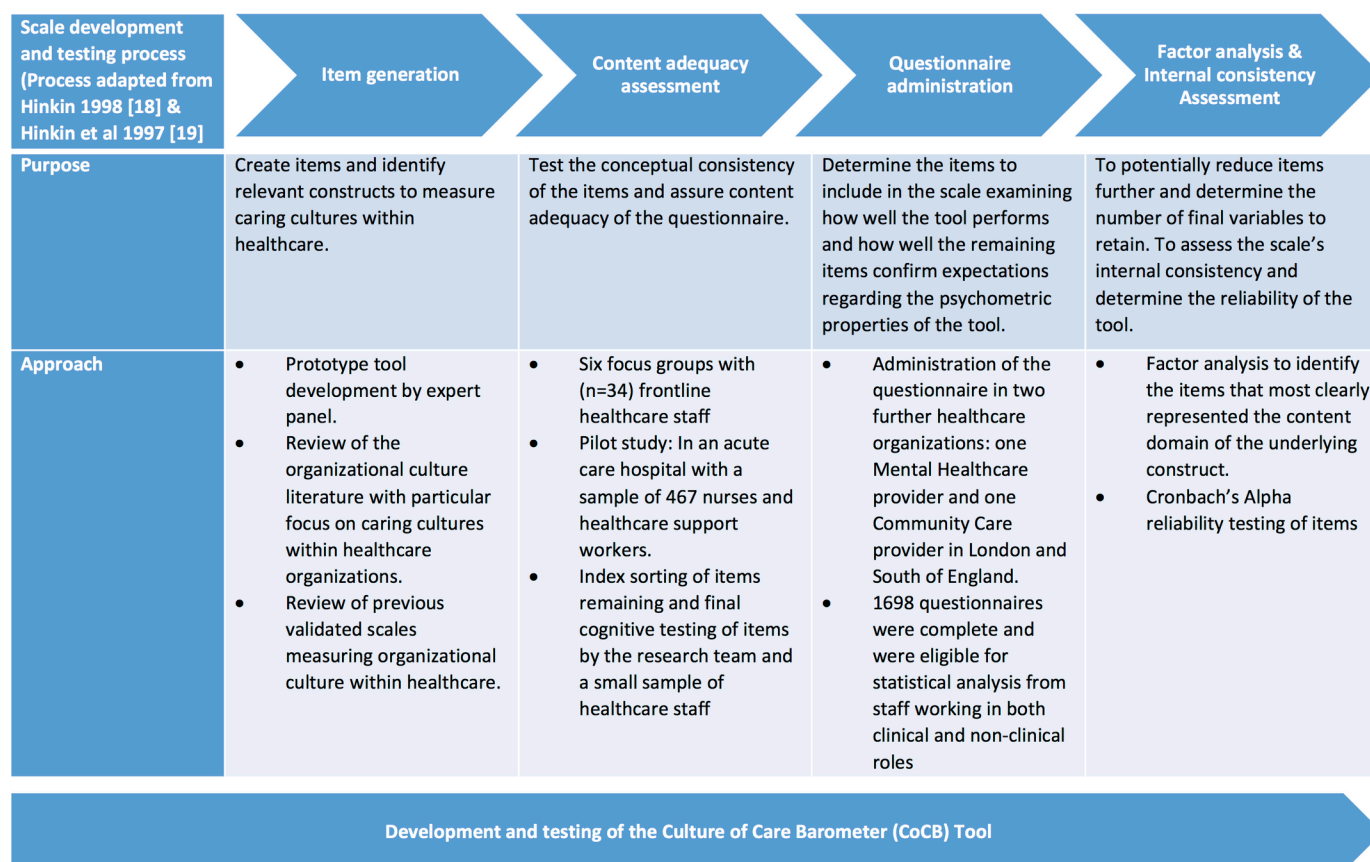 Scale development
and testing process
(Process adapted from
Hinkin 1998 [18] &
Hinkin et al 1997 [19]
Item generation
Content adequacy
assessment
Questionnaire
administration
Factor analysis &
Internal consistency
Assessment
Purpose
Create items and identify
relevant constructs to measure
caring cultures within
healthcare.
Test the conceptual consistency
of the items and assure content
adequacy of the questionnaire.
Determine the items to
include in the scale examining
how well the tool performs
and how well the remaining
items confirm expectations
regarding the psychometric
properties of the tool.
To potentially reduce items
further and determine the
number of final variables to
retain. To assess the scale’s
internal consistency and
determine the reliability of the
tool.
Approach
• Prototype tool
development by expert
panel.
• Review of the
organizational culture
literature with particular
focus on caring cultures
within healthcare
organizations.
• Review of previous
validated scales
measuring organizational
culture within healthcare.
• Six focus groups with
(n=34) frontline
healthcare staff
• Pilot study: In an acute
care hospital with a
sample of 467 nurses and
healthcare support
workers.
• Index sorting of items
remaining and final
cognitive testing of items
by the research team and
a small sample of
healthcare staff
• Administration of the
questionnaire in two
further healthcare
organizations: one
Mental Healthcare
provider and one
Community Care
provider in London and
South of England.
• 1698 questionnaires
were complete and
were eligible for
statistical analysis from
staff working in both
clinical and non-clinical
roles
• Factor analysis to identify
the items that most clearly
represented the content
domain of the underlying
construct.
• Cronbach’s Alpha
reliability testing of items
Development and testing of the Culture of Care Barometer (CoCB) Tool